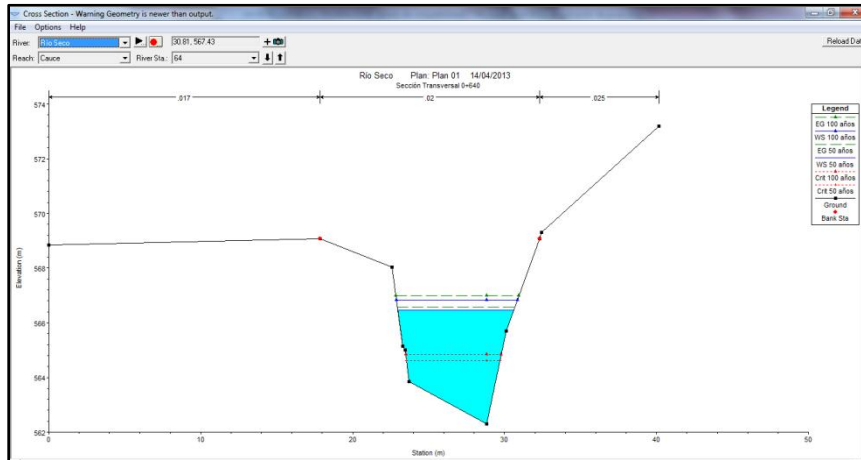 Cross Section - Warning Geometry is newer than output.
File Options Help
River: Río Seco 30.81, 567.43 Reload Dat
Reach: Cauce River Sta.: 64
Río Seco Plan: Plan 01 14/04/2013
Sección Transversal 0+640
.017 .02 .025
Legend
EG 100 años
WS 100 años
EG 50 años
WS 50 años
Crit 100 años
Crit 50 años
Ground
Bank Sta
574
572
570
568
566
564
562
Elevation (m)
0 10 20 30 40 50
Station (m)